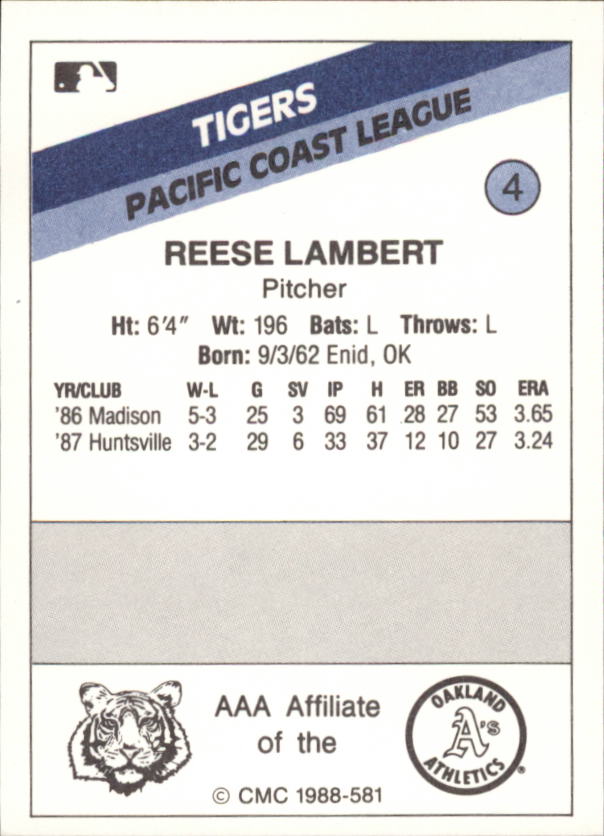 TIGERS
PACIFIC COAST LEAGUE
4
REESE LAMBERT
Pitcher
Ht: 6'4" Wt: 196 Bats: L Throws: L
Born: 9/3/62 Enid, OK
YR/CLUB W-L G SV IP H ER BB SO ERA
'86 Madison 5-3 25 3 69 61 28 27 53 3.65
'87 Huntsville 3-2 29 6 33 37 12 10 27 3.24
AAA Affiliate
of the
OAKLAND
A's
ATHLETICS®
© CMC 1988-581